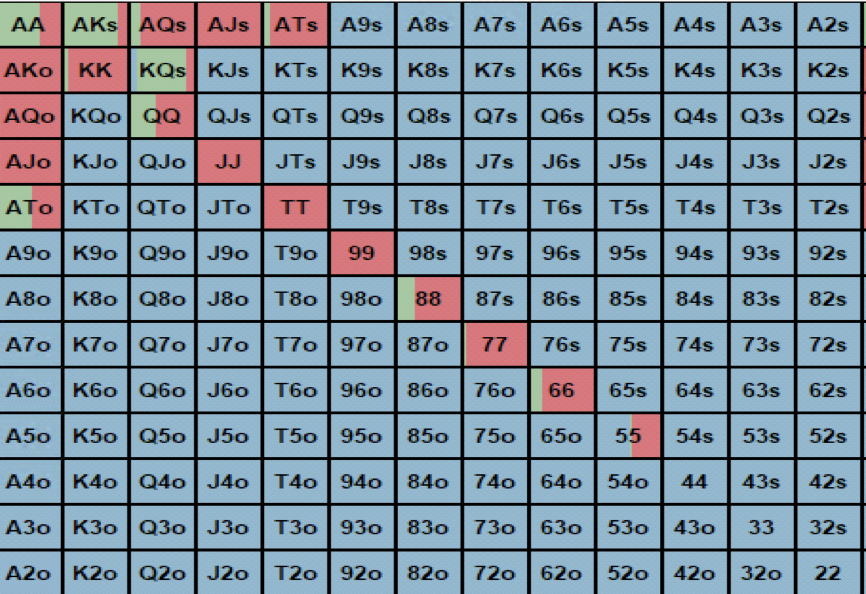 AA AKs AQs AJs ATs A9s A8s A7s A6s A5s A4s A3s A2s
AKo KK KQs KJs KTs K9s K8s K7s K6s K5s K4s K3s K2s
AQo KQo QQ QJs QTs Q9s Q8s Q7s Q6s Q5s Q4s Q3s Q2s
AJo KJo QJo JJ JTs J9s J8s J7s J6s J5s J4s J3s J2s
ATo KTo QTo JTo TT T9s T8s T7s T6s T5s T4s T3s T2s
A9o K9o Q9o J9o T9o 99 98s 97s 96s 95s 94s 93s 92s
A8o K8o Q8o J8o T8o 98o 88 87s 86s 85s 84s 83s 82s
A7o K7o Q7o J7o T7o 97o 87o 77 76s 75s 74s 73s 72s
A6o K6o Q6o J6o T6o 96o 86o 76o 66 65s 64s 63s 62s
A5o K5o Q5o J5o T5o 95o 85o 75o 65o 55 54s 53s 52s
A4o K4o Q4o J4o T4o 94o 84o 74o 64o 54o 44 43s 42s
A3o K3o Q3o J3o T3o 93o 83o 73o 63o 53o 43o 33 32s
A2o K2o Q2o J2o T2o 92o 82o 72o 62o 52o 42o 32o 22